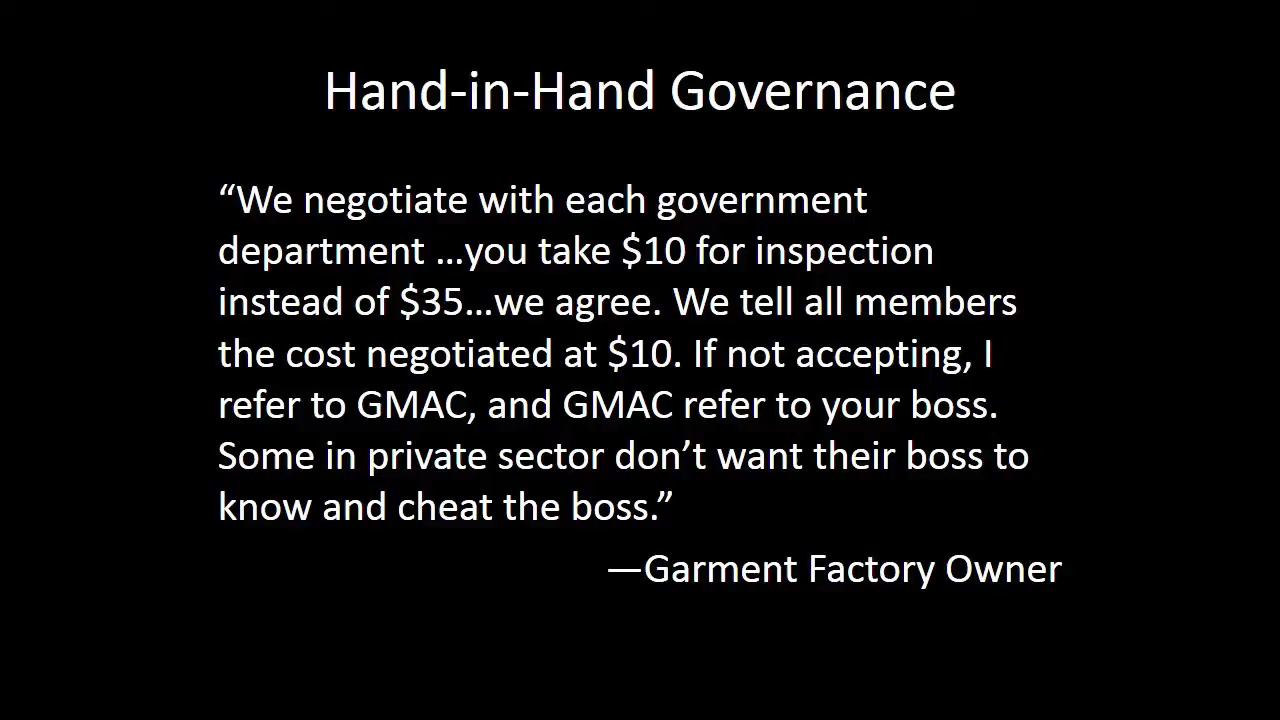 Hand-in-Hand Governance
“We negotiate with each government
department …you take $10 for inspection
instead of $35…we agree. We tell all members
the cost negotiated at $10. If not accepting, I
refer to GMAC, and GMAC refer to your boss.
Some in private sector don’t want their boss to
know and cheat the boss.”
—Garment Factory Owner